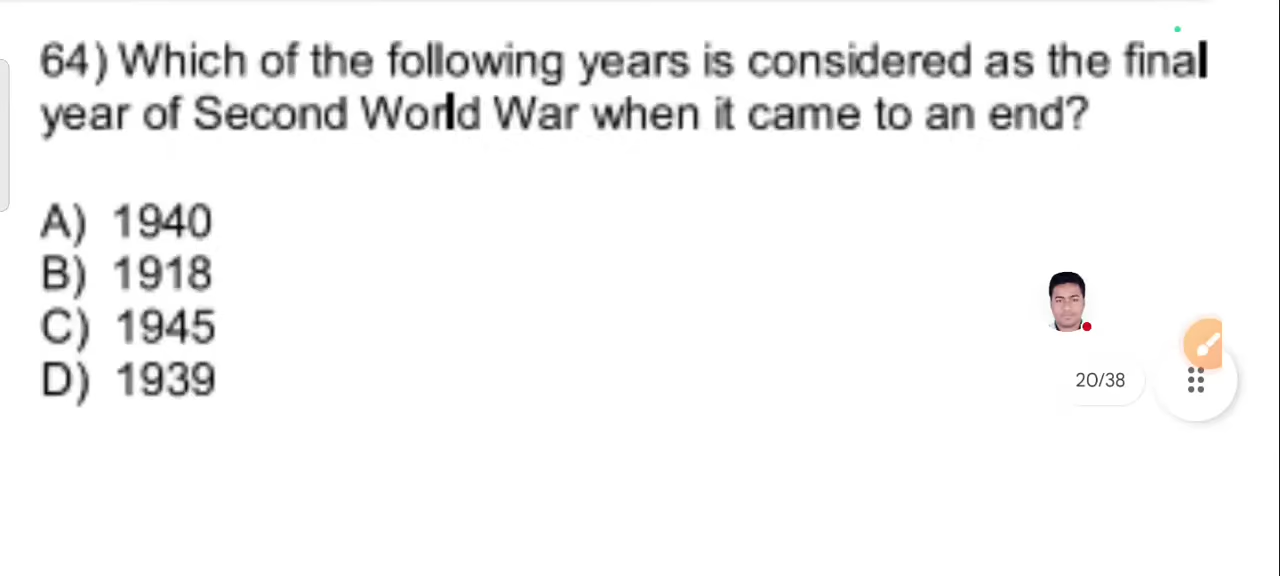 64) Which of the following years is considered as the final
year of Second World War when it came to an end?
A) 1940
B) 1918
C) 1945
D) 1939
20/38